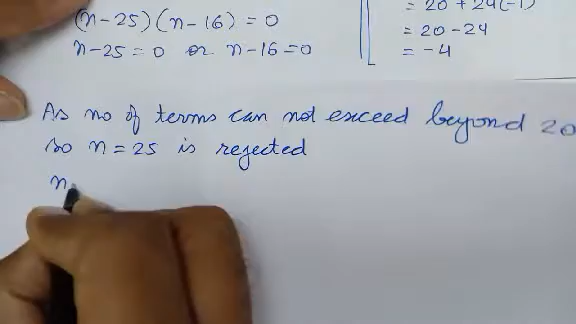 (n-25)(n-16) = 0
n-25 = 0 or n-16=0
= 20 + 24(-1)
= 20 - 24
= -4
As no of terms can not exceed beyond 20
so n = 25 is rejected
n